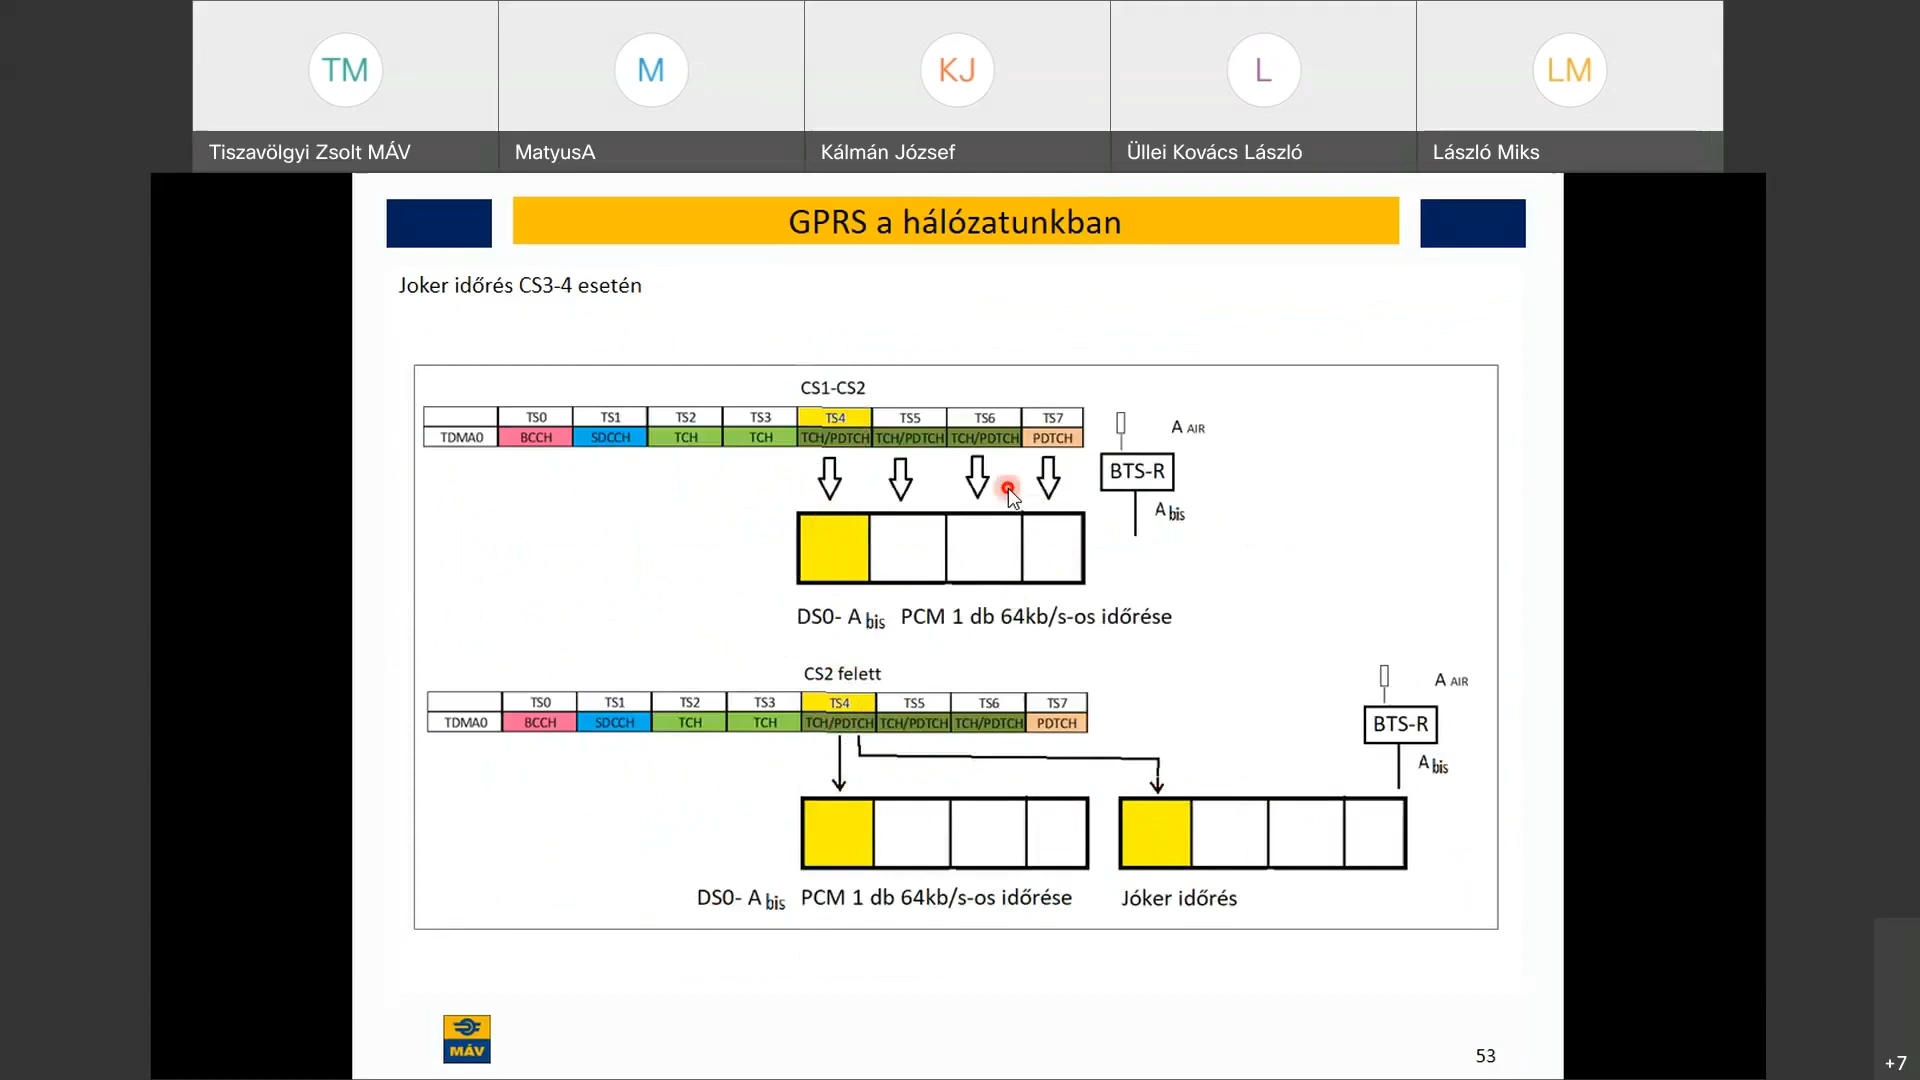 TM M KJ L LM
Tiszavölgyi Zsolt MÁV MatyusA Kálmán József Üllei Kovács László László Miks
GPRS a hálózatunkban
Joker időrés CS3-4 esetén
CS1-CS2
TS0 TS1 TS2 TS3 TS4 TS5 TS6 TS7
TDMA0 BCCH SDCCH TCH TCH TCH/PDTCH TCH/PDTCH TCH/PDTCH PDTCH
A AIR
BTS-R
A bis
DS0- A bis PCM 1 db 64kb/s-os időrése
CS2 felett
TS0 TS1 TS2 TS3 TS4 TS5 TS6 TS7
TDMA0 BCCH SDCCH TCH TCH TCH/PDTCH TCH/PDTCH TCH/PDTCH PDTCH
A AIR
BTS-R
A bis
DS0- A bis PCM 1 db 64kb/s-os időrése
Jóker időrés
MÁV
53
+7